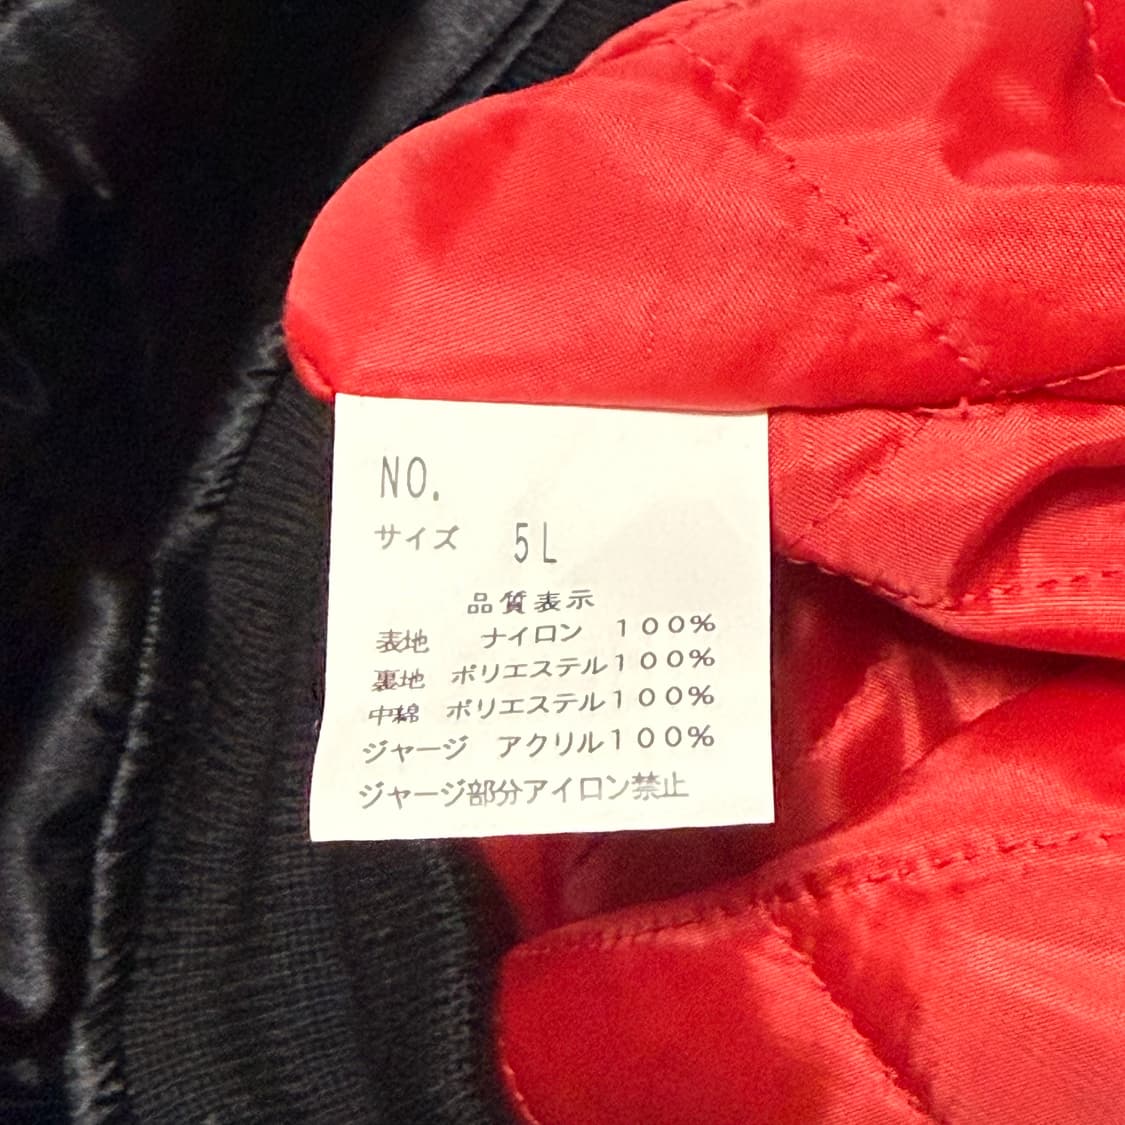 NO.
サイズ 5L
品質表示
表地 ナイロン 100%
裏地 ポリエステル100%
中綿 ポリエステル100%
ジャージ アクリル100%
ジャージ部分アイロン禁止